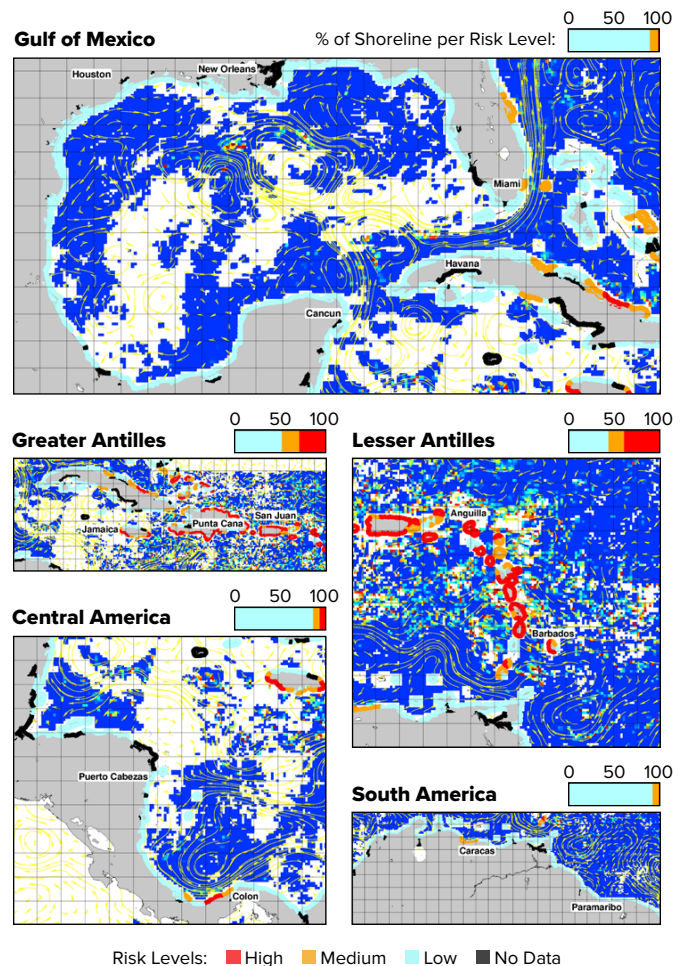 Gulf of Mexico
% of Shoreline per Risk Level:
0 50 100
Houston
New Orleans
Miami
Havana
Cancun
Greater Antilles
0 50 100
Jamaica
Punta Cana
San Juan
Lesser Antilles
0 50 100
Anguilla
Barbados
Central America
0 50 100
Puerto Cabezas
Colon
South America
0 50 100
Caracas
Paramaribo
Risk Levels: High Medium Low No Data